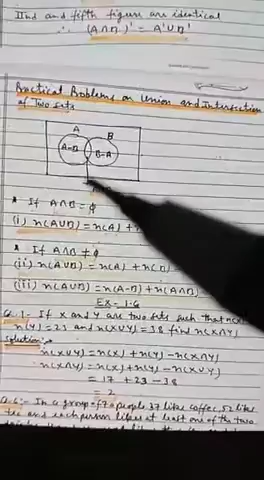 IInd and fifth figure are identical
∴ (A∩B)' = A'∪B'
Practical Problems on Union and Intersection
of Two sets
A
B
A-B
B-A
* If A∩B = ϕ
(i) n(A∪B) = n(A) +
* If A∩B ≠ ϕ
(ii) n(A∪B) = n(A) + n(B) -
(iii) n(A∪B) = n(A-B) + n(A∩B)
EX-1.6
Q.1- If X and Y are two sets such that n(X)
n(Y) = 23 and n(X∪Y) = 38 find n(X∩Y)
Solution:-
n(X∪Y) = n(X) + n(Y) - n(X∩Y)
n(X∩Y) = n(X) + n(Y) - n(X∪Y)
= 17 + 23 - 38
= 2
Q.6:- In a group of 70 people 37 like coffee, 52 like
tea and each person likes at least one of the two